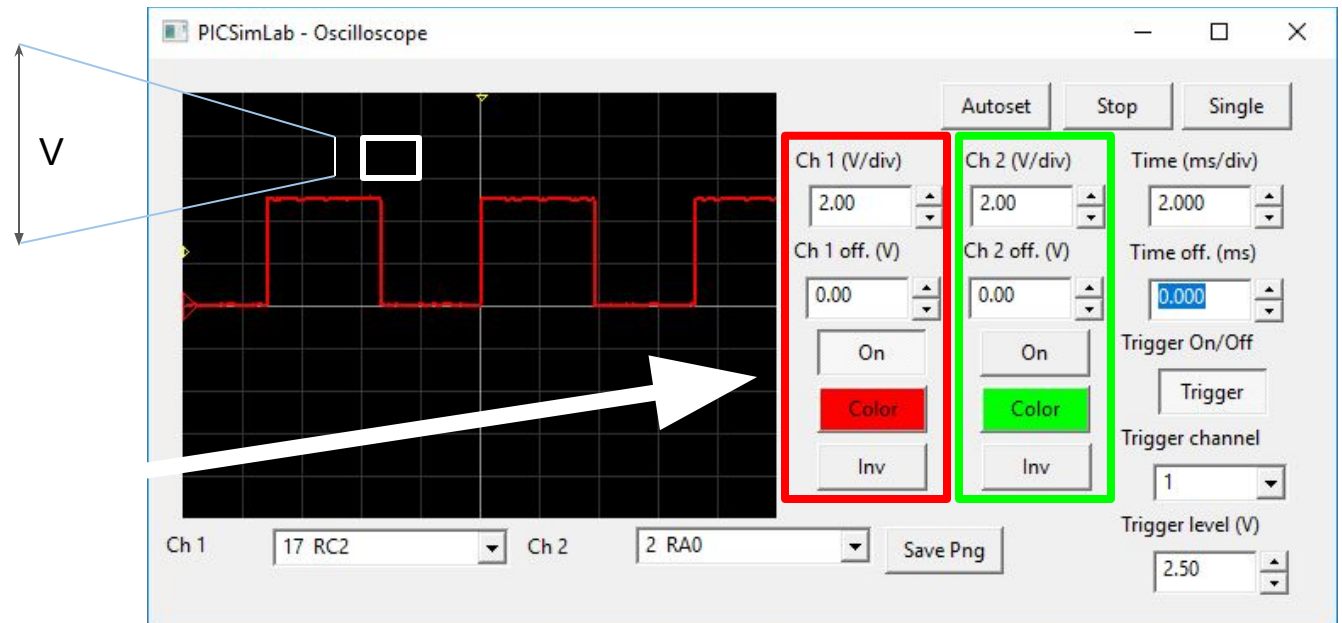 PICSimLab - Oscilloscope
V
Autoset Stop Single
Ch 1 (V/div) Ch 2 (V/div) Time (ms/div)
2.00 2.00 2.000
Ch 1 off. (V) Ch 2 off. (V) Time off. (ms)
0.00 0.00 0.000
Trigger On/Off
On On
Trigger
Color Color
Trigger channel
Inv Inv
1
Trigger level (V)
Ch 1 17 RC2 Ch 2 2 RA0 Save Png
2.50